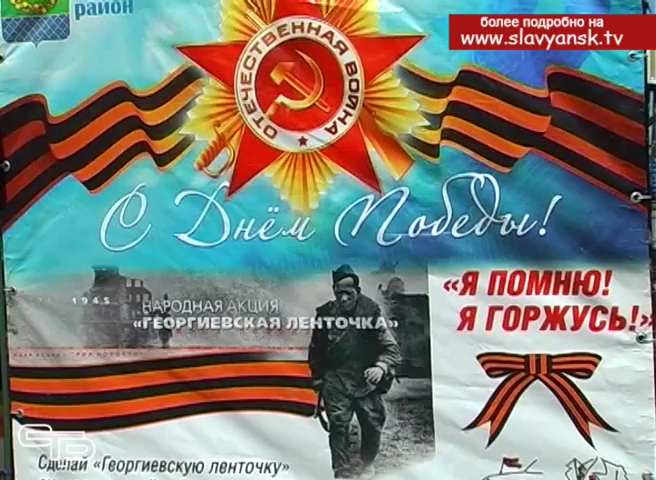 район
более подробно на
www.slavyansk.tv
ОТЕЧЕСТВЕННАЯ ВОЙНА
С Днём Победы!
1945
НАРОДНАЯ АКЦИЯ
«ГЕОРГИЕВСКАЯ ЛЕНТОЧКА»
«Я ПОМНЮ!
Я ГОРЖУСЬ!»
Сделай «Георгиевскую ленточку»